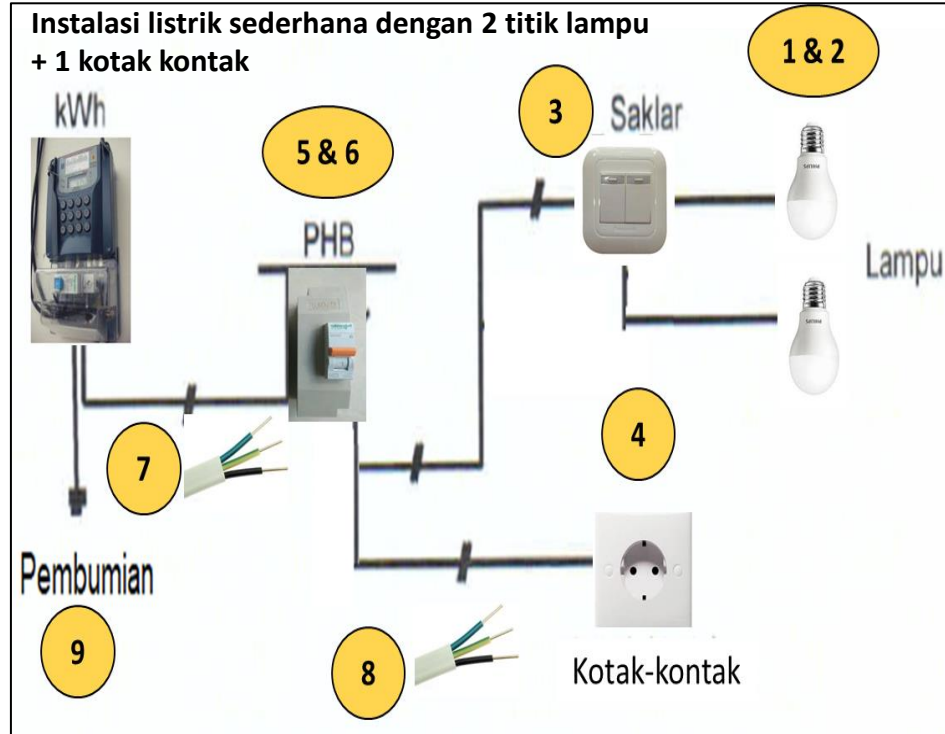 Instalasi listrik sederhana dengan 2 titik lampu
+ 1 kotak kontak
1 & 2
3
Saklar
kWh
5 & 6
PHB
Lampu
4
7
Pembumian
9
8
Kotak-kontak